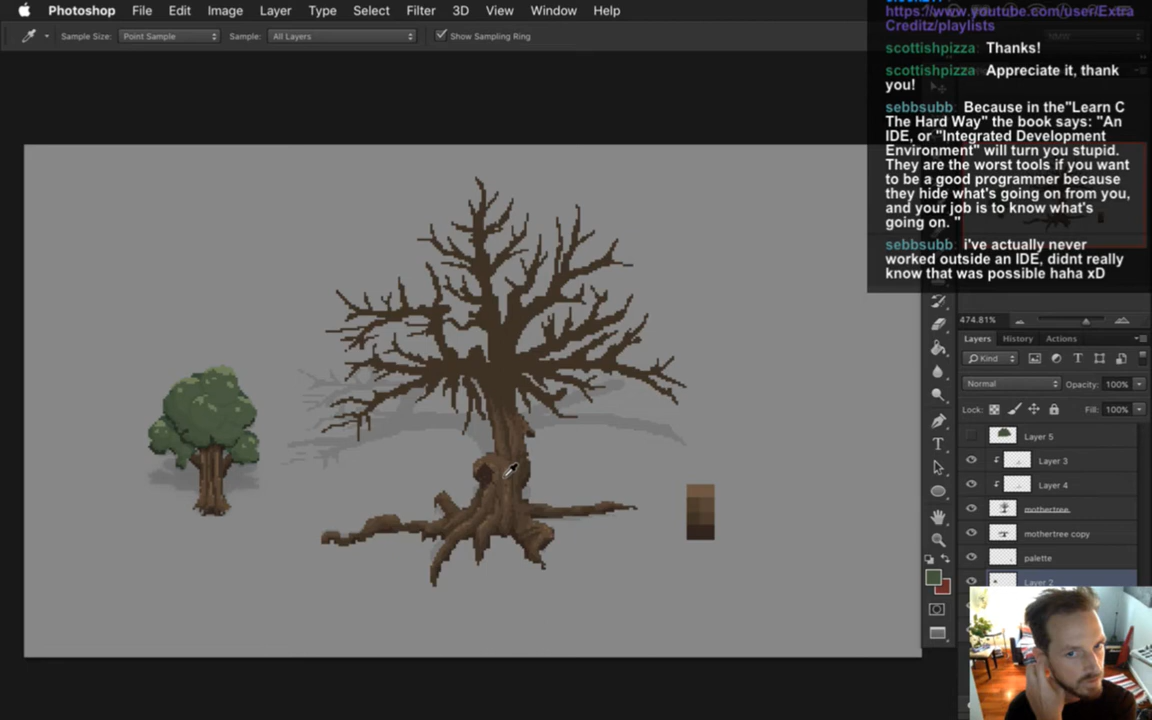 Photoshop File Edit Image Layer Type Select Filter 3D View Window Help
Sample Size: Point Sample Sample: All Layers Show Sampling Ring
https://www.youtube.com/user/Extra
Creditz/playlists
scottishpizza: Thanks!
scottishpizza: Appreciate it, thank
you!
sebbsubb: Because in the"Learn C
The Hard Way" the book says: "An
IDE, or "Integrated Development
Environment" will turn you stupid.
They are the worst tools if you want
to be a good programmer because
they hide what's going on from you,
and your job is to know what's
going on. "
sebbsubb: i've actually never
worked outside an IDE, didnt really
know that was possible haha xD
474.81%
Layers History Actions
Kind
Normal Opacity: 100%
Lock: Fill: 100%
Layer 5
Layer 3
Layer 4
mothertree
mothertree copy
palette
Layer 2